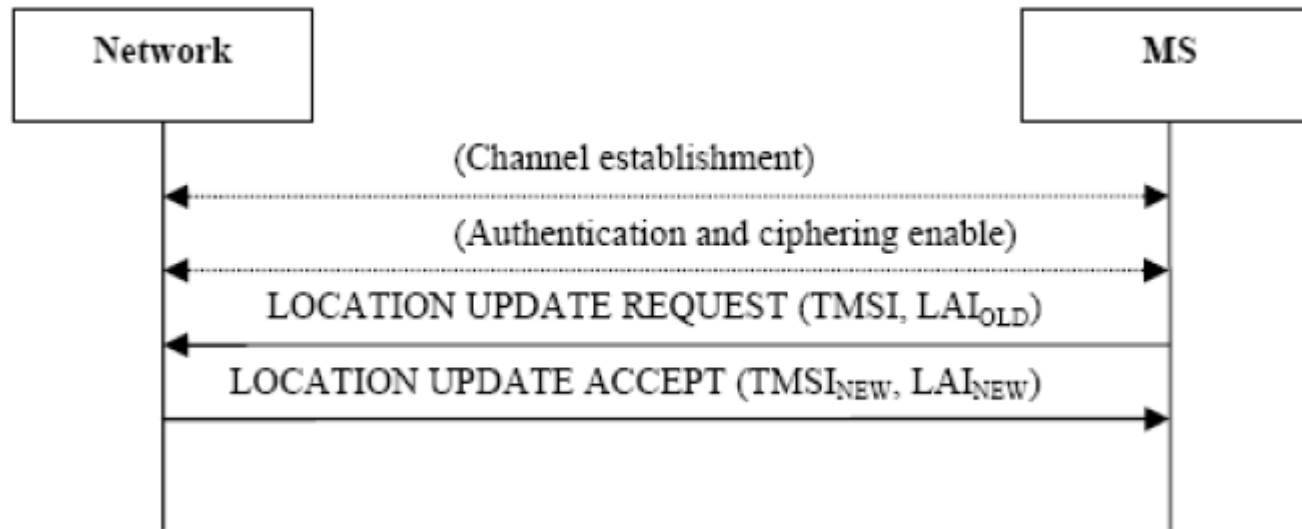 Network
MS
(Channel establishment)
(Authentication and ciphering enable)
LOCATION UPDATE REQUEST (TMSI, LAIOLD)
LOCATION UPDATE ACCEPT (TMSINEW, LAINEW)